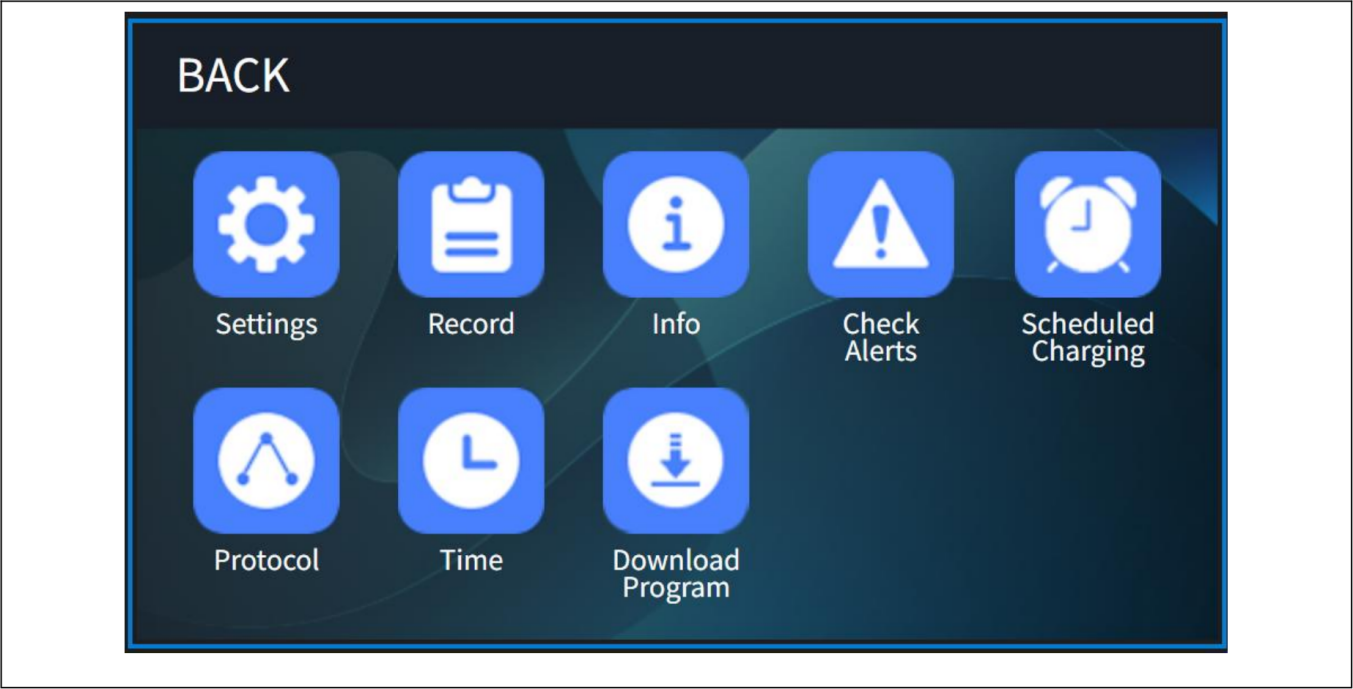 BACK
Settings
Record
Info
Check
Alerts
Scheduled
Charging
Protocol
Time
Download
Program